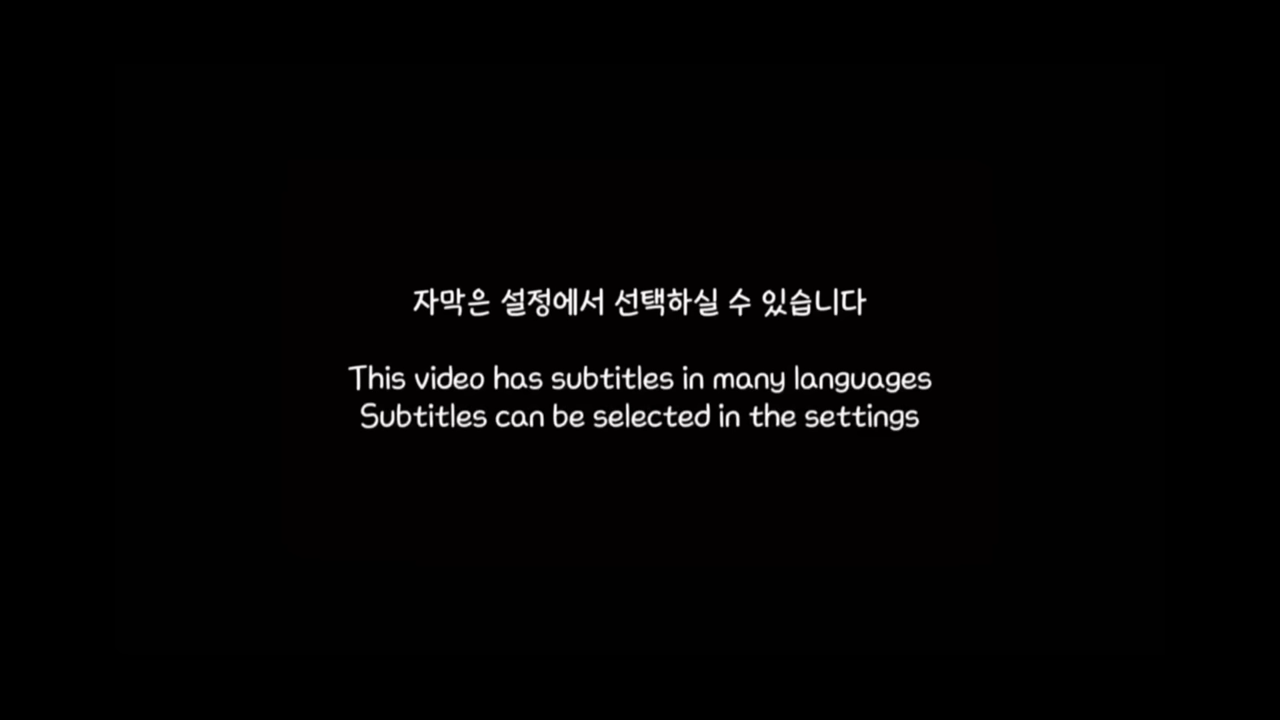 자막은 설정에서 선택하실 수 있습니다
This video has subtitles in many languages
Subtitles can be selected in the settings